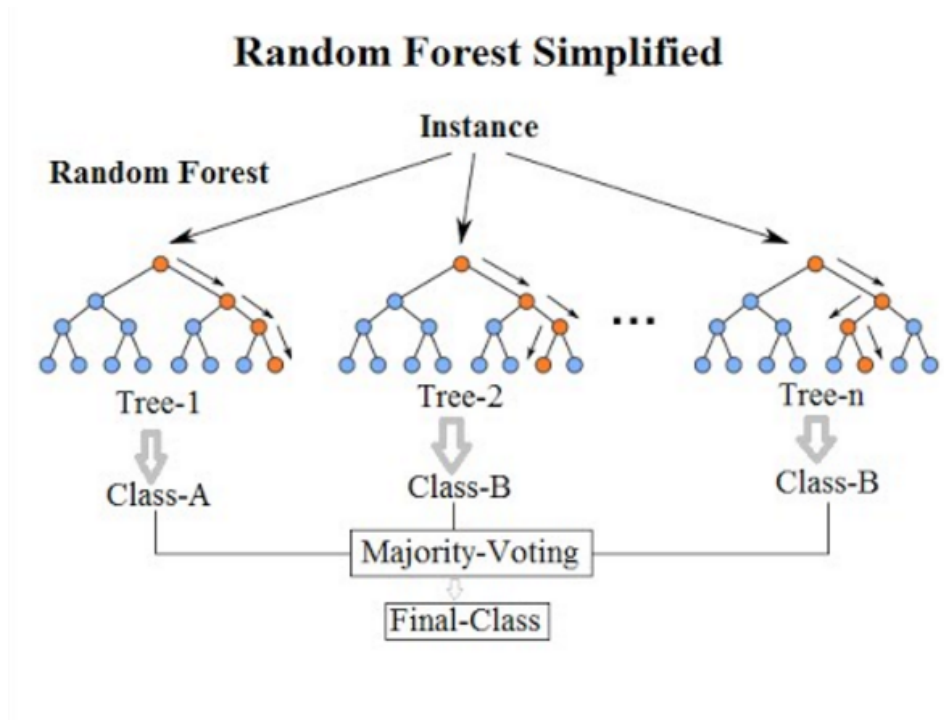 Random Forest Simplified
Instance
Random Forest
...
Tree-1
Tree-2
Tree-n
Class-A
Class-B
Class-B
Majority-Voting
Final-Class